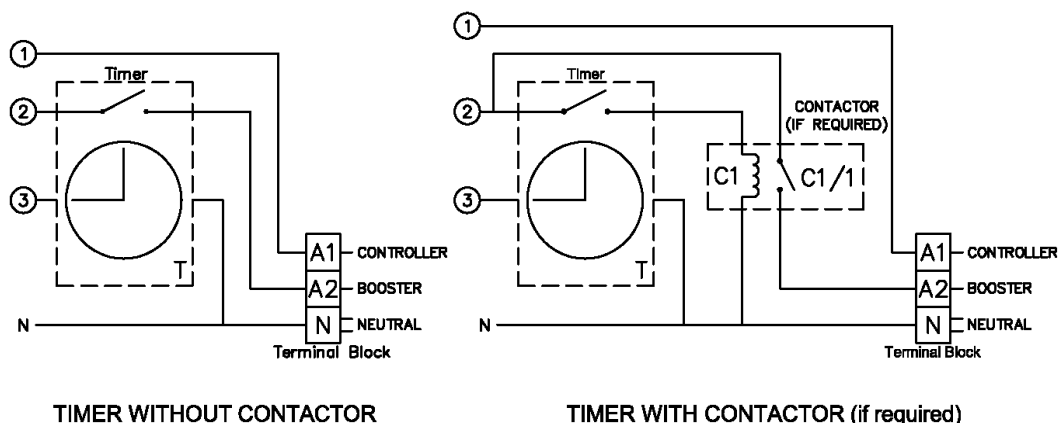 1
Timer
2
3
T
N
A1 CONTROLLER
A2 BOOSTER
N NEUTRAL
Terminal Block
TIMER WITHOUT CONTACTOR
1
Timer
2
CONTACTOR
(IF REQUIRED)
C1 C1/1
3
T
N
A1 CONTROLLER
A2 BOOSTER
N NEUTRAL
Terminal Block
TIMER WITH CONTACTOR (if required)